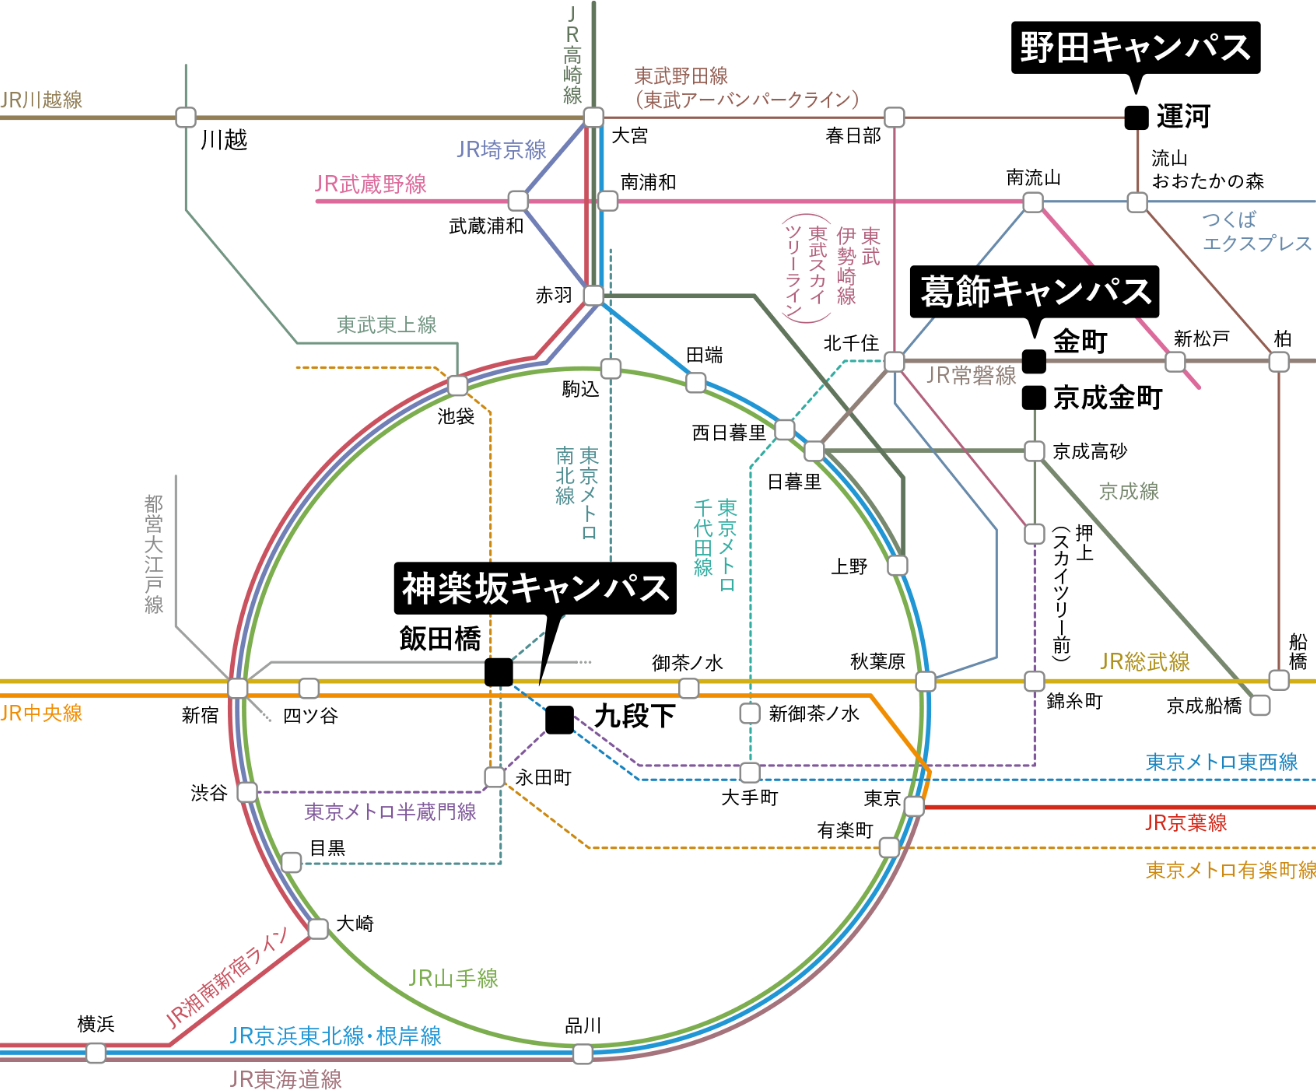 JR高崎線
野田キャンパス
JR川越線
東武野田線
（東武アーバンパークライン）
川越
大宮
春日部
運河
JR埼京線
流山
おおたかの森
JR武蔵野線
南浦和
南流山
武蔵浦和
つくば
エクスプレス
東武
伊勢崎線
（東武スカイ
ツリーライン）
葛飾キャンパス
赤羽
東武東上線
北千住
金町
新松戸
柏
田端
JR常磐線
駒込
京成金町
池袋
西日暮里
京成高砂
日暮里
京成線
東京メトロ
南北線
東京メトロ
千代田線
都営大江戸線
押上
（スカイツリー前）
上野
神楽坂キャンパス
飯田橋
御茶ノ水
秋葉原
JR総武線
船橋
JR中央線
新宿
四ツ谷
九段下
新御茶ノ水
錦糸町
京成船橋
東京メトロ東西線
渋谷
永田町
大手町
東京
東京メトロ半蔵門線
JR京葉線
有楽町
目黒
東京メトロ有楽町線
大崎
JR湘南新宿ライン
JR山手線
横浜
品川
JR京浜東北線・根岸線
JR東海道線